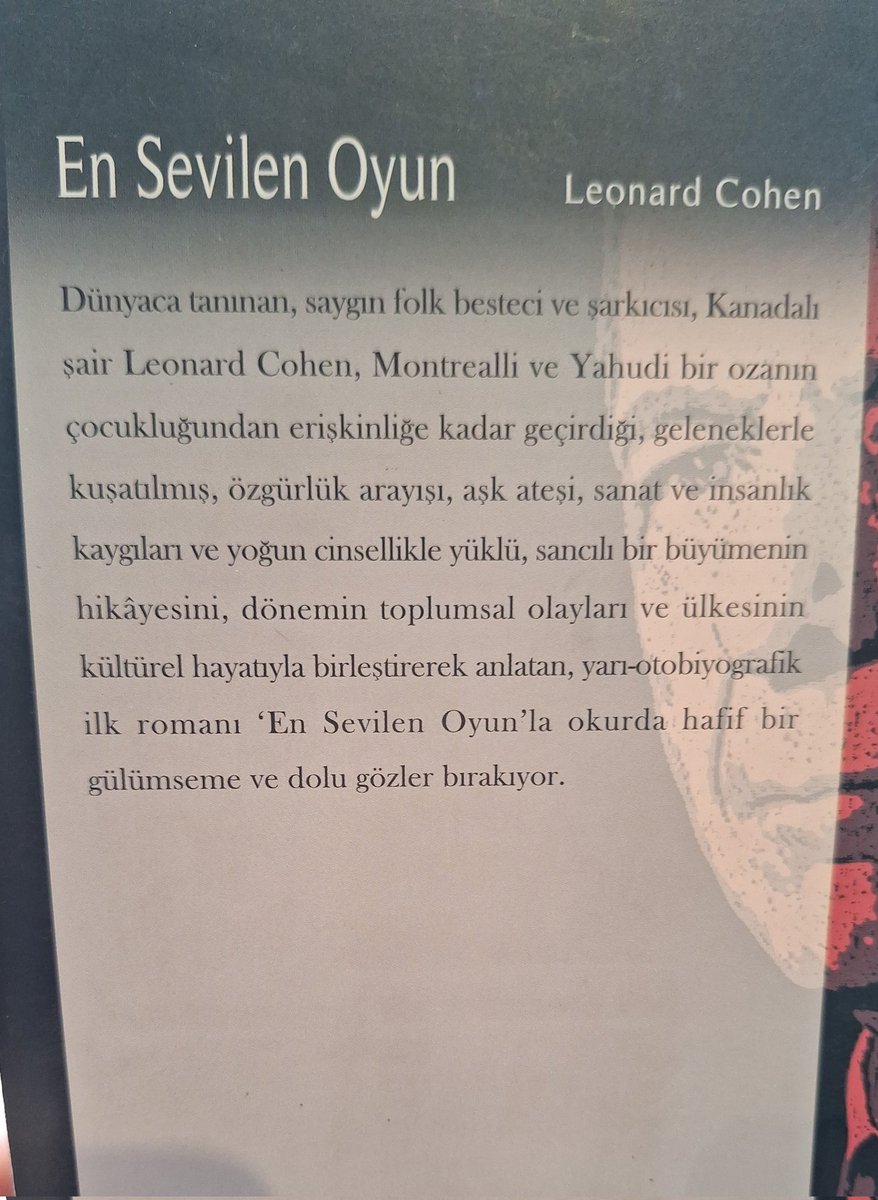 En Sevilen Oyun Leonard Cohen
Dünyaca tanınan, saygın folk besteci ve şarkıcısı, Kanadalı
şair Leonard Cohen, Montrealli ve Yahudi bir ozanın
çocukluğundan erişkinliğe kadar geçirdiği, geleneklerle
kuşatılmış, özgürlük arayışı, aşk ateşi, sanat ve insanlık
kaygıları ve yoğun cinsellikle yüklü, sancılı bir büyümenin
hikâyesini, dönemin toplumsal olayları ve ülkesinin
kültürel hayatıyla birleştirerek anlatan, yarı-otobiyografik
ilk romanı ‘En Sevilen Oyun’la okurda hafif bir
gülümseme ve dolu gözler bırakıyor.